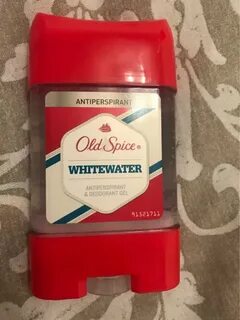 ANTIPERSPIRANT
Old Spice®
WHITEWATER
ANTIPERSPIRANT
& DEODORANT GEL